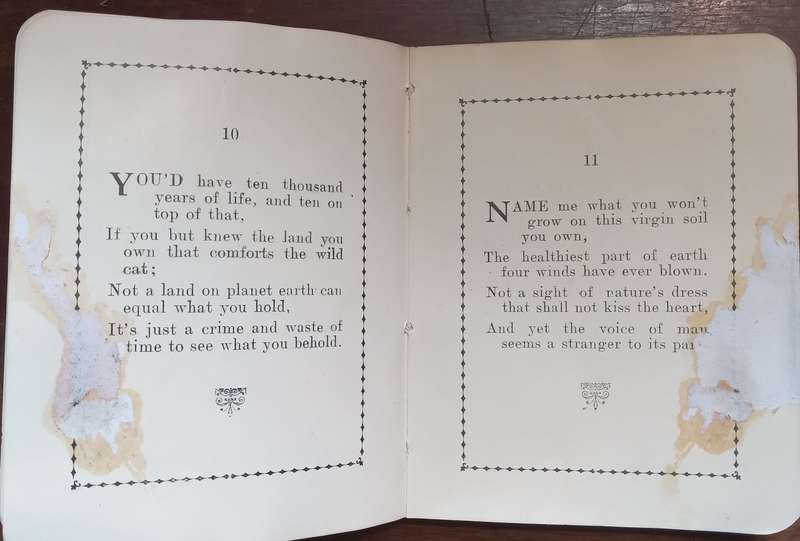 10
YOU'D have ten thousand
years of life, and ten on
top of that,
If you but knew the land you
own that comforts the wild
cat;
Not a land on planet earth can
equal what you hold,
It's just a crime and waste of
time to see what you behold.
11
NAME me what you won't
grow on this virgin soil
you own,
The healthiest part of earth
four winds have ever blown.
Not a sight of nature's dress
that shall not kiss the heart,
And yet the voice of man
seems a stranger to its